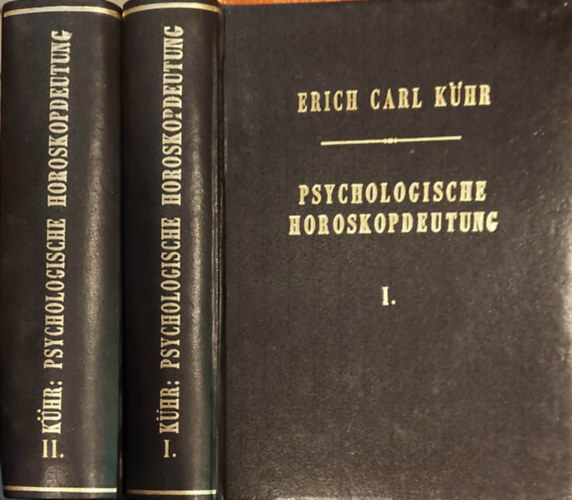 KÜHR: PSYCHOLOGISCHE HOROSKOPDEUTUNG
II.
KÜHR: PSYCHOLOGISCHE HOROSKOPDEUTUNG
I.
ERICH CARL KÜHR
PSYCHOLOGISCHE
HOROSKOPDEUTUNG
I.